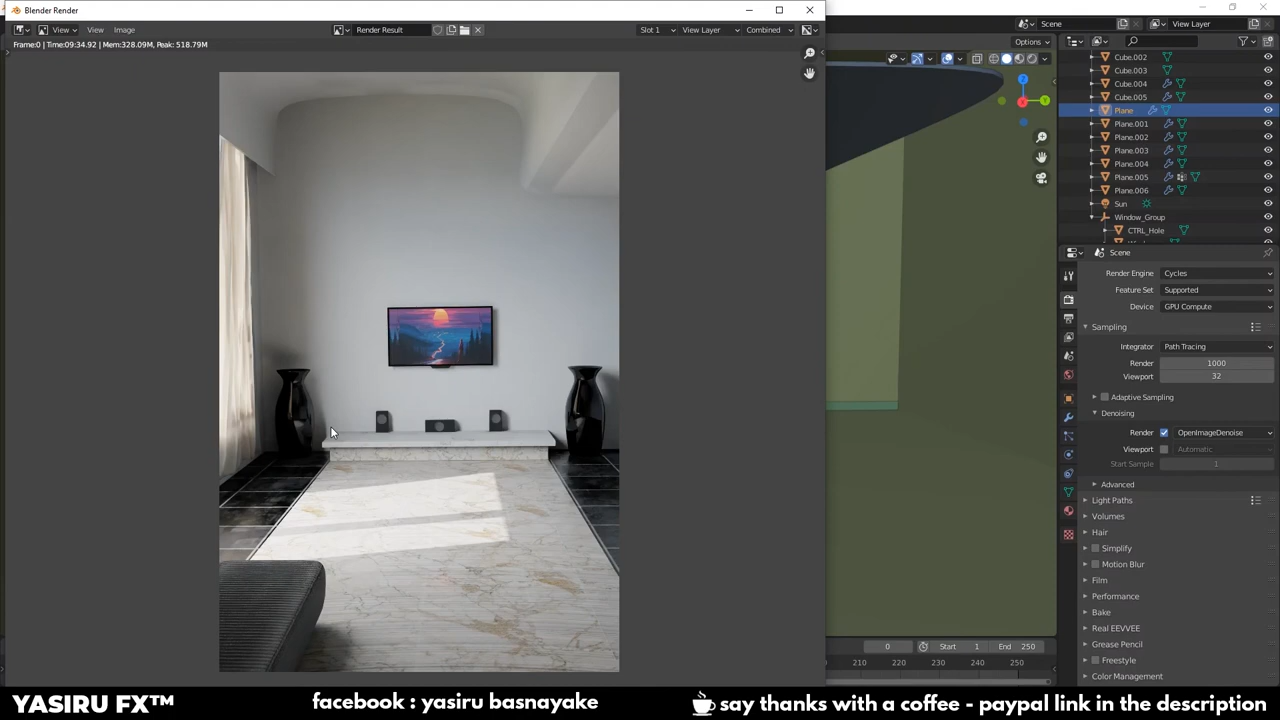 Blender Render
View
View
Image
Render Result
Slot 1
View Layer
Combined
Frame:0 | Time:09:34.92 | Mem:328.09M, Peak: 518.79M
Scene
View Layer
Options
Cube.002
Cube.003
Cube.004
Cube.005
Plane
Plane.001
Plane.002
Plane.003
Plane.004
Plane.005
Plane.006
Sun
Window_Group
CTRL_Hole
Scene
Render Engine
Cycles
Feature Set
Supported
Device
GPU Compute
Sampling
Integrator
Path Tracing
Render
1000
Viewport
32
Adaptive Sampling
Denoising
Render
OpenImageDenoise
Viewport
Automatic
Start Sample
1
Advanced
Light Paths
Volumes
Hair
Simplify
Motion Blur
Film
Performance
Bake
Real EEVEE
Grease Pencil
Freestyle
Color Management
0
Start
1
End
250
210
220
230
240
250
YASIRU FX™
facebook : yasiru basnayake
say thanks with a coffee - paypal link in the description